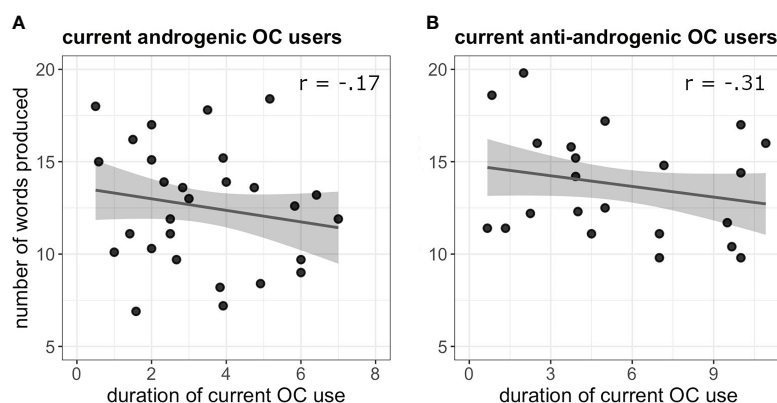 A
current androgenic OC users
r = -.17
number of words produced
20
15
10
5
0 2 4 6 8
duration of current OC use
B
current anti-androgenic OC users
r = -.31
20
15
10
5
0 3 6 9
duration of current OC use